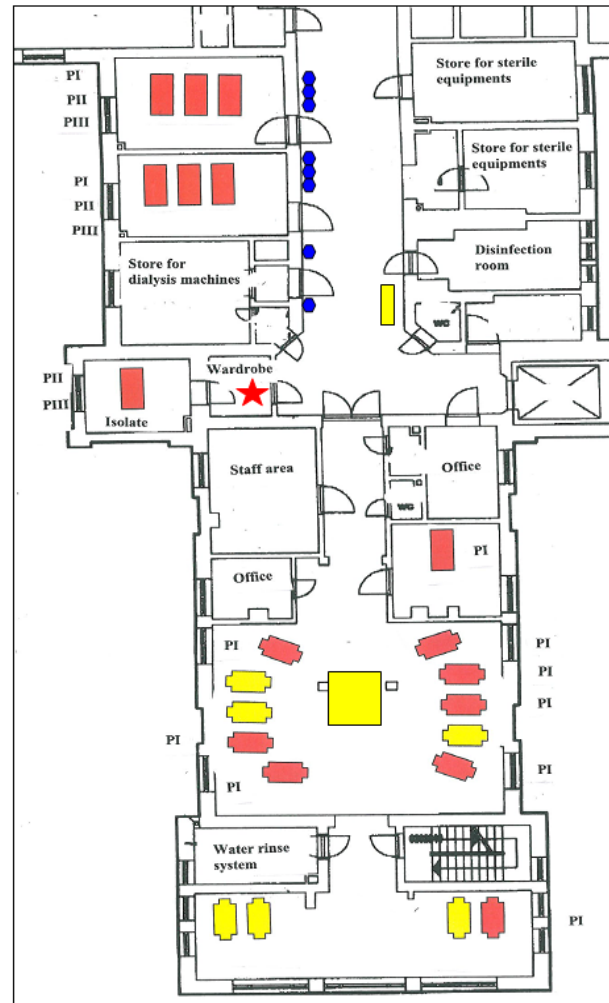 PI
PII
PIII
Store for sterile
equipments
Store for sterile
equipments
PI
PII
PIII
Store for
dialysis machines
Disinfection
room
WC
Wardrobe
PII
PIII
Isolate
Staff area
Office
WC
PI
Office
PI
PI
PI
PI
PI
PI
PI
Water rinse
system
PI